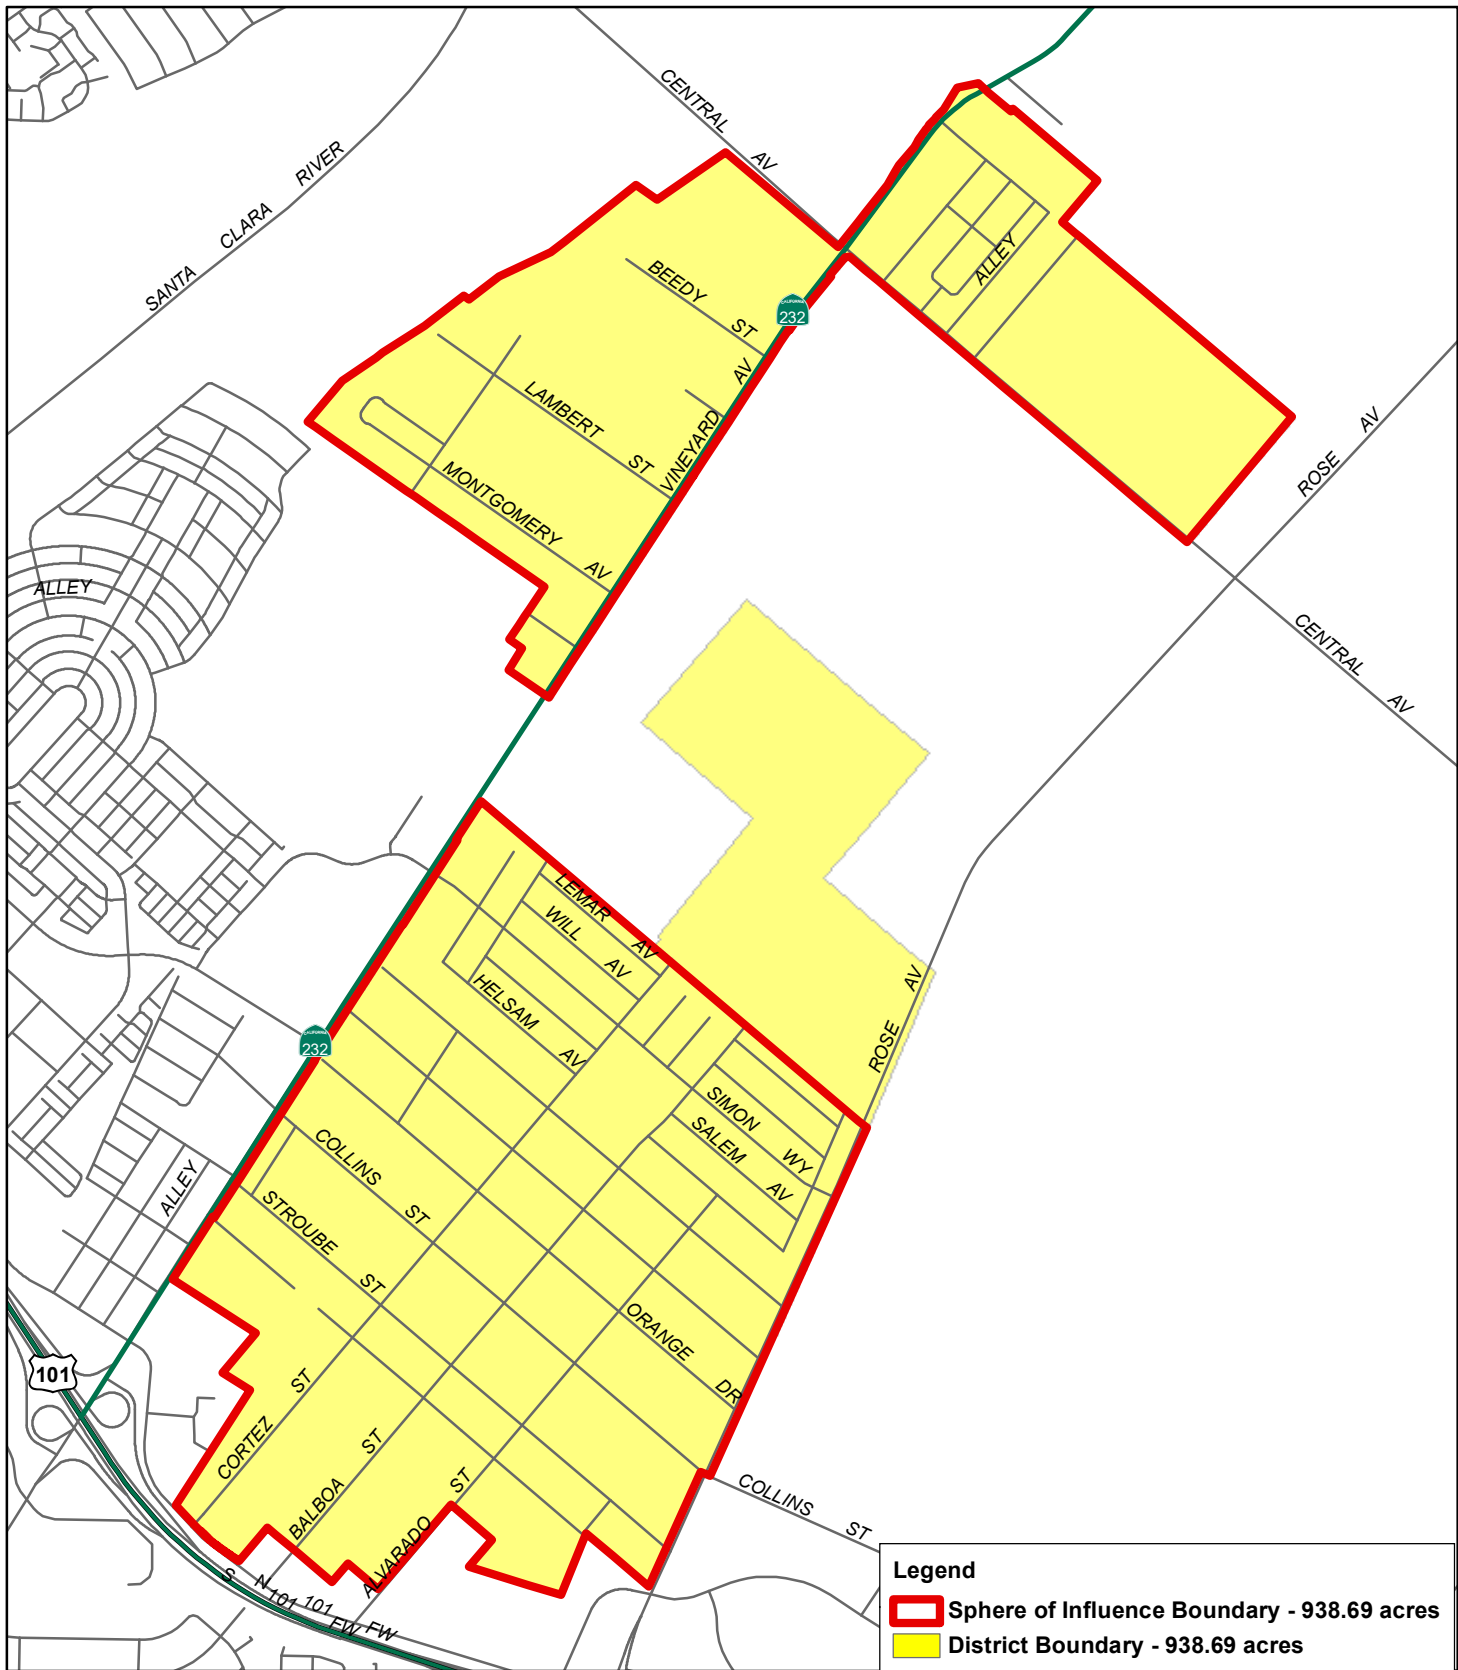 CENTRAL AV
SANTA CLARA RIVER
ALLEY
BEEDY ST
CALIFORNIA
232
VINEYARD AV
LAMBERT ST
MONTGOMERY AV
ROSE AV
ALLEY
CENTRAL AV
LEMAR AV
WILL AV
HELSAM AV
ROSE AV
CALIFORNIA
232
SIMON WY
SALEM AV
COLLINS ST
ALLEY
STROUBE ST
ORANGE DR
101
CORTEZ ST
BALBOA ST
ALVARADO ST
COLLINS ST
N 101 FW
S 101 FW
Legend
Sphere of Influence Boundary - 938.69 acres
District Boundary - 938.69 acres